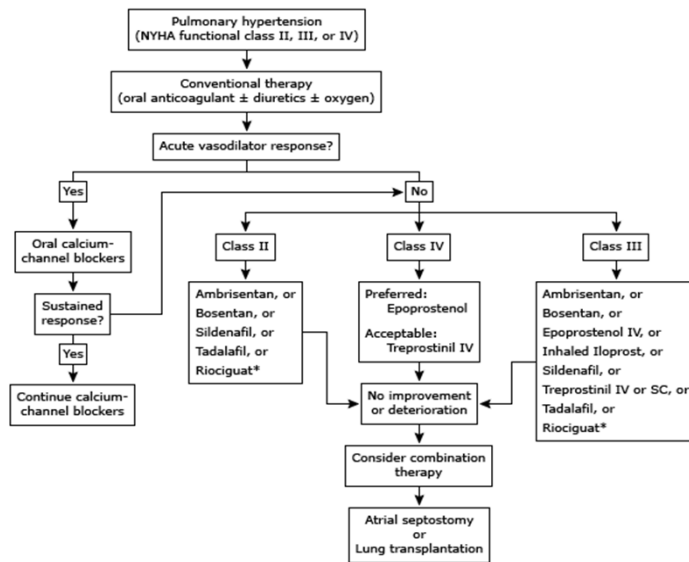 Pulmonary hypertension
(NYHA functional class II, III, or IV)
Conventional therapy
(oral anticoagulant ± diuretics ± oxygen)
Acute vasodilator response?
Yes
No
Oral calcium-
channel blockers
Sustained
response?
Yes
Continue calcium-
channel blockers
Class II
Ambrisentan, or
Bosentan, or
Sildenafil, or
Tadalafil, or
Riociguat*
Class IV
Preferred:
Epoprostenol
Acceptable:
Treprostinil IV
Class III
Ambrisentan, or
Bosentan, or
Epoprostenol IV, or
Inhaled Iloprost, or
Sildenafil, or
Treprostinil IV or SC, or
Tadalafil, or
Riociguat*
No improvement
or deterioration
Consider combination
therapy
Atrial septostomy
or
Lung transplantation